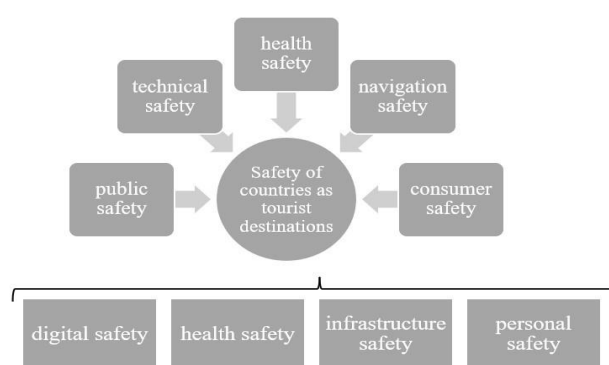 health
safety
technical
safety
navigation
safety
public
safety
Safety of
countries as
tourist
destinations
consumer
safety
digital safety
health safety
infrastructure
safety
personal
safety